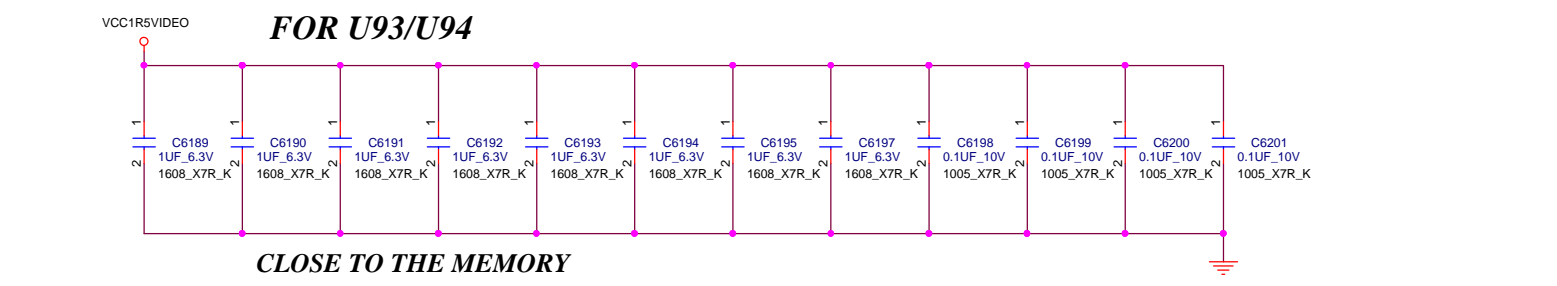 VCC1R5VIDEO
FOR U93/U94
1
2
C6189
1UF_6.3V
1608_X7R_K
1
2
C6190
1UF_6.3V
1608_X7R_K
1
2
C6191
1UF_6.3V
1608_X7R_K
1
2
C6192
1UF_6.3V
1608_X7R_K
1
2
C6193
1UF_6.3V
1608_X7R_K
1
2
C6194
1UF_6.3V
1608_X7R_K
1
2
C6195
1UF_6.3V
1608_X7R_K
1
2
C6197
1UF_6.3V
1608_X7R_K
1
2
C6198
0.1UF_10V
1005_X7R_K
1
2
C6199
0.1UF_10V
1005_X7R_K
1
2
C6200
0.1UF_10V
1005_X7R_K
1
2
C6201
0.1UF_10V
1005_X7R_K
CLOSE TO THE MEMORY